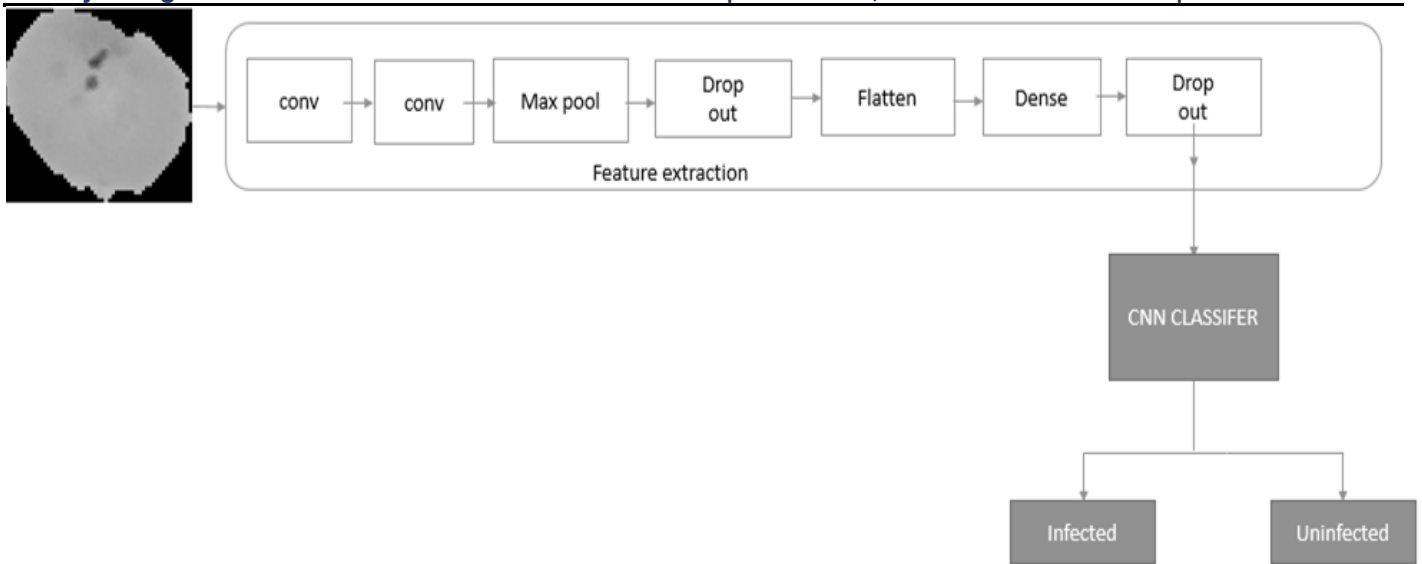 conv
conv
Max pool
Drop
out
Flatten
Dense
Drop
out
Feature extraction
CNN CLASSIFER
Infected
Uninfected